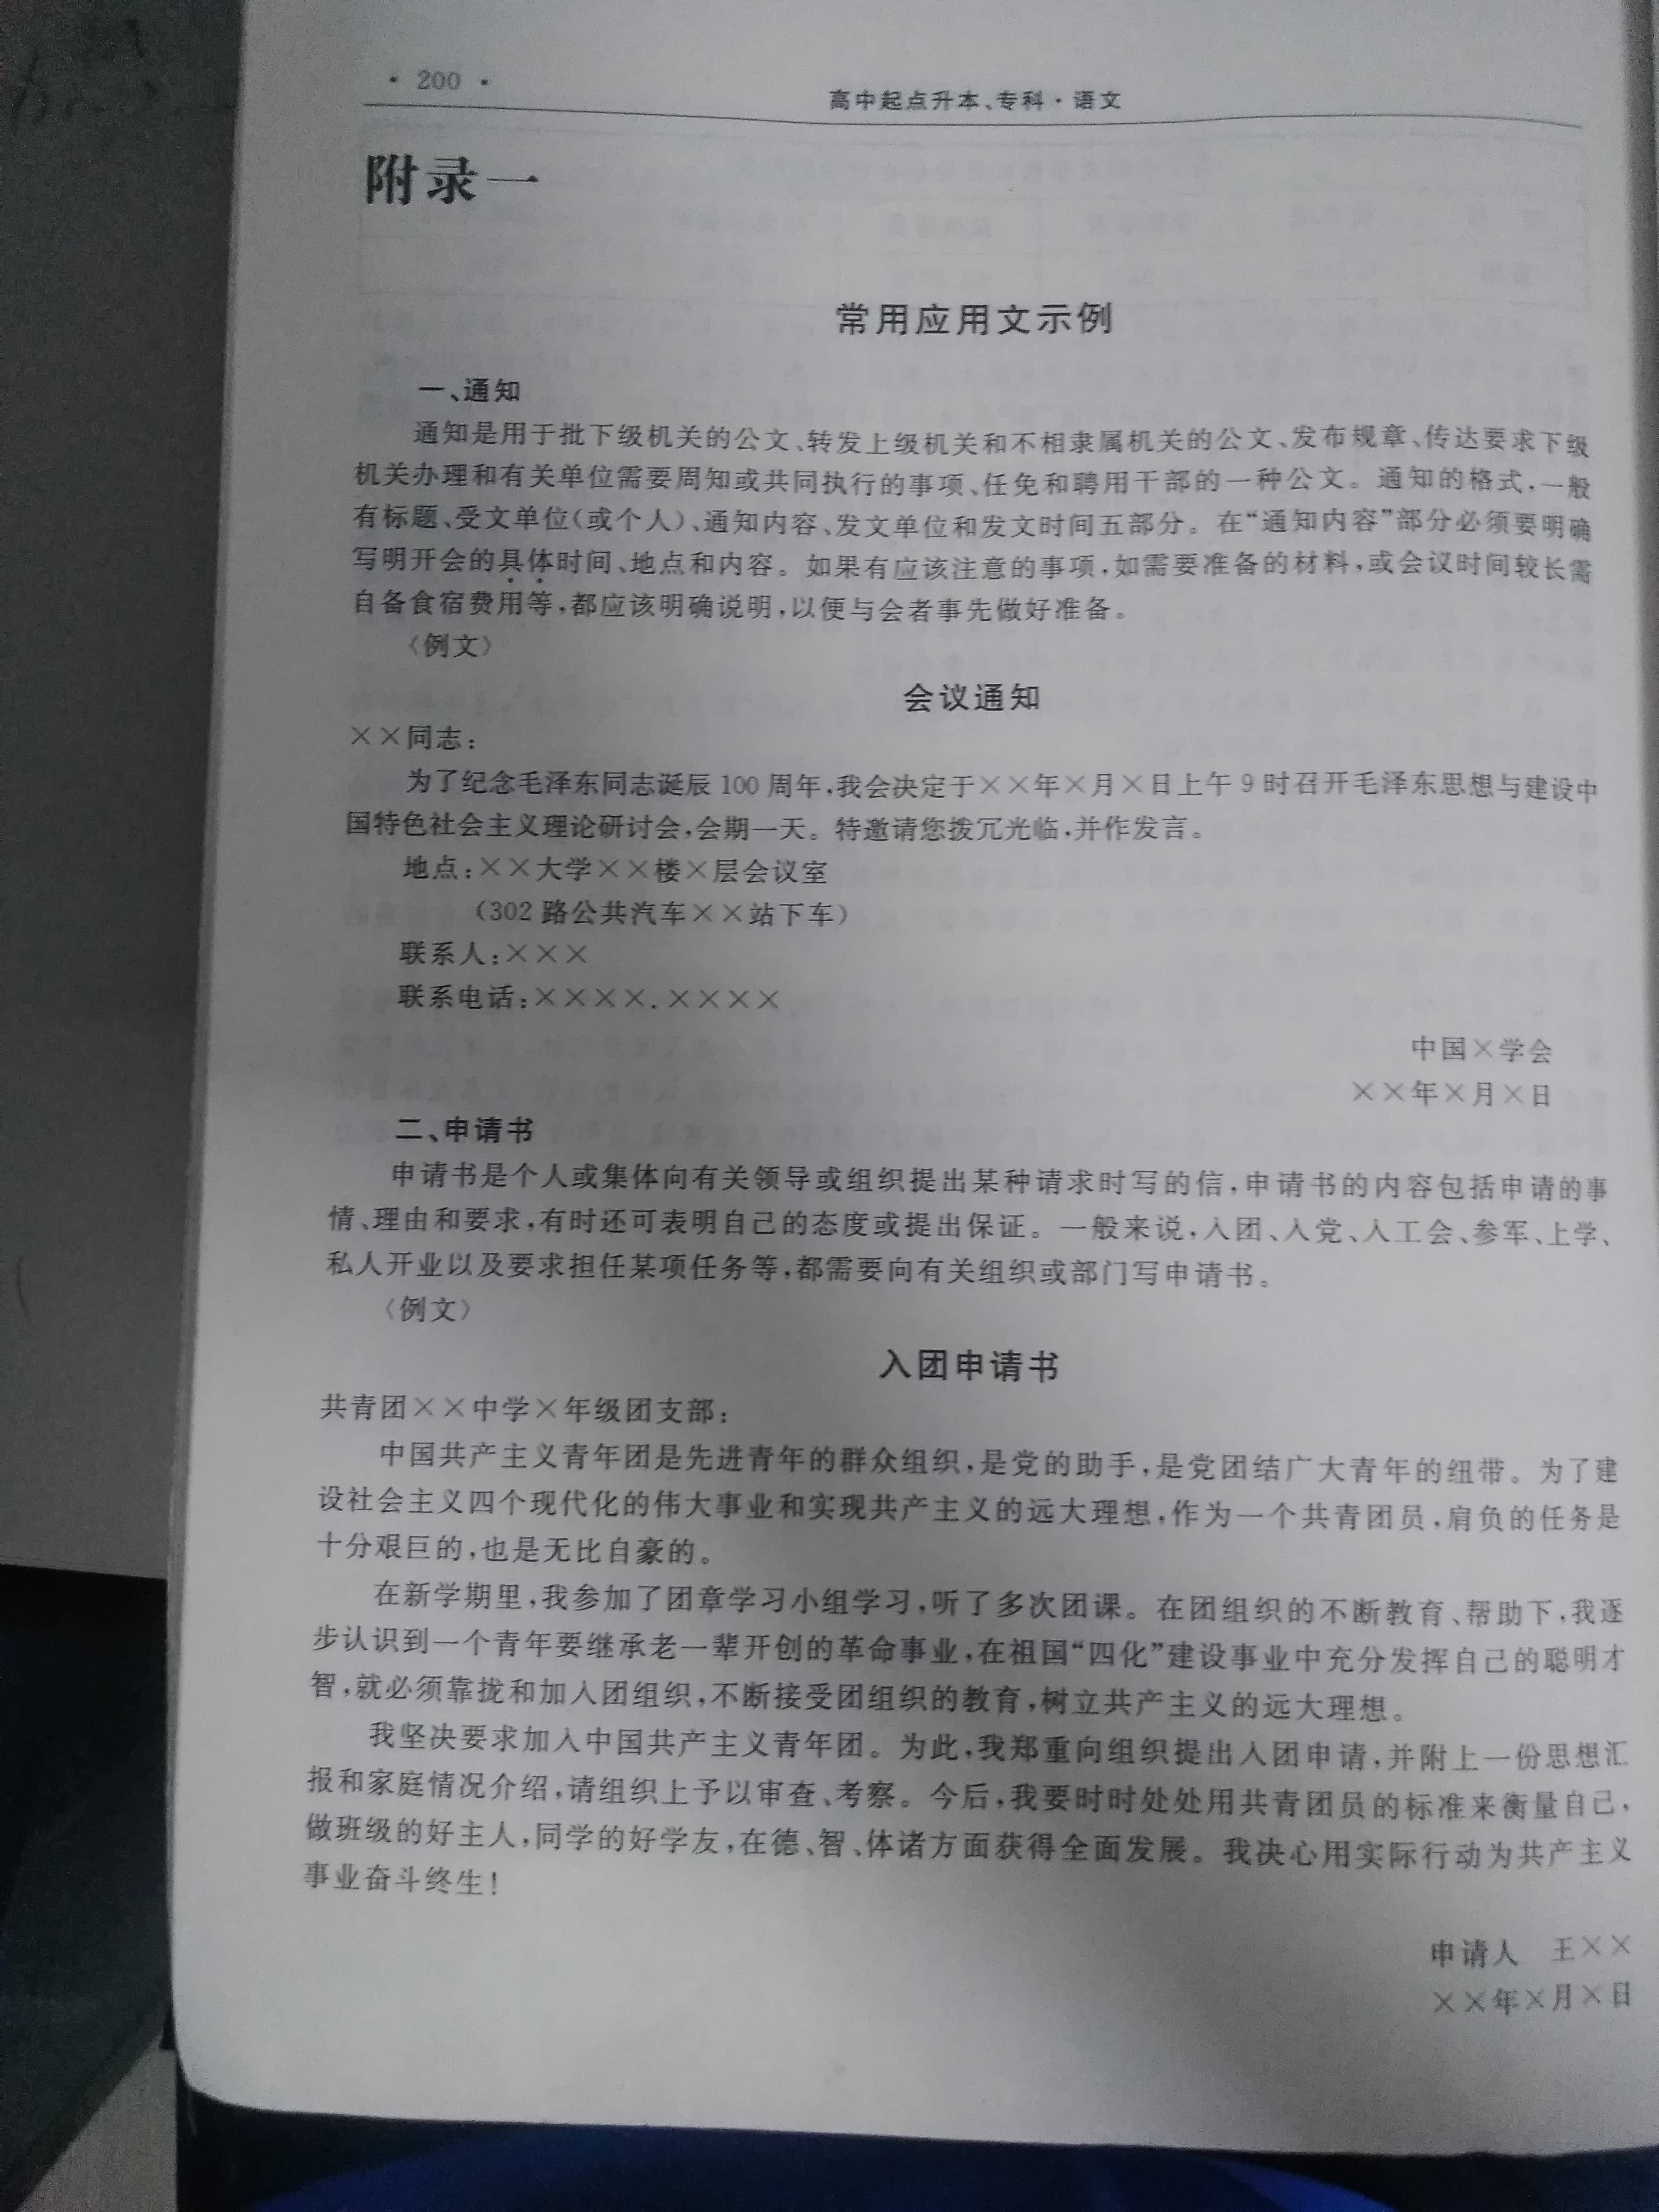 · 200 ·
高中起点升本、专科·语文
附录一
常用应用文示例
一、通知
通知是用于批下级机关的公文、转发上级机关和不相隶属机关的公文、发布规章、传达要求下级
机关办理和有关单位需要周知或共同执行的事项、任免和聘用干部的一种公文。通知的格式,一般
有标题、受文单位(或个人)、通知内容、发文单位和发文时间五部分。在“通知内容”部分必须要明确
写明开会的具体时间、地点和内容。如果有应该注意的事项,如需要准备的材料,或会议时间较长需
自备食宿费用等,都应该明确说明,以便与会者事先做好准备。
〈例文〉
会议通知
××同志:
为了纪念毛泽东同志诞辰 100 周年,我会决定于××年×月×日上午 9 时召开毛泽东思想与建设中
国特色社会主义理论研讨会,会期一天。特邀请您拨冗光临,并作发言。
地点:××大学××楼×层会议室
(302 路公共汽车××站下车)
联系人:×××
联系电话:××××.××××
中国×学会
××年×月×日
二、申请书
申请书是个人或集体向有关领导或组织提出某种请求时写的信,申请书的内容包括申请的事
情、理由和要求,有时还可表明自己的态度或提出保证。一般来说,入团、入党、入工会、参军、上学、
私人开业以及要求担任某项任务等,都需要向有关组织或部门写申请书。
〈例文〉
入团申请书
共青团××中学×年级团支部:
中国共产主义青年团是先进青年的群众组织,是党的助手,是党团结广大青年的纽带。为了建
设社会主义四个现代化的伟大事业和实现共产主义的远大理想,作为一个共青团员,肩负的任务是
十分艰巨的,也是无比自豪的。
在新学期里,我参加了团章学习小组学习,听了多次团课。在团组织的不断教育、帮助下,我逐
步认识到一个青年要继承老一辈开创的革命事业,在祖国“四化”建设事业中充分发挥自己的聪明才
智,就必须靠拢和加入团组织,不断接受团组织的教育,树立共产主义的远大理想。
我坚决要求加入中国共产主义青年团。为此,我郑重向组织提出入团申请,并附上一份思想汇
报和家庭情况介绍,请组织上予以审查、考察。今后,我要时时处处用共青团员的标准来衡量自己,
做班级的好主人,同学的好学友,在德、智、体诸方面获得全面发展。我决心用实际行动为共产主义
事业奋斗终生!
申请人 王××
××年×月×日